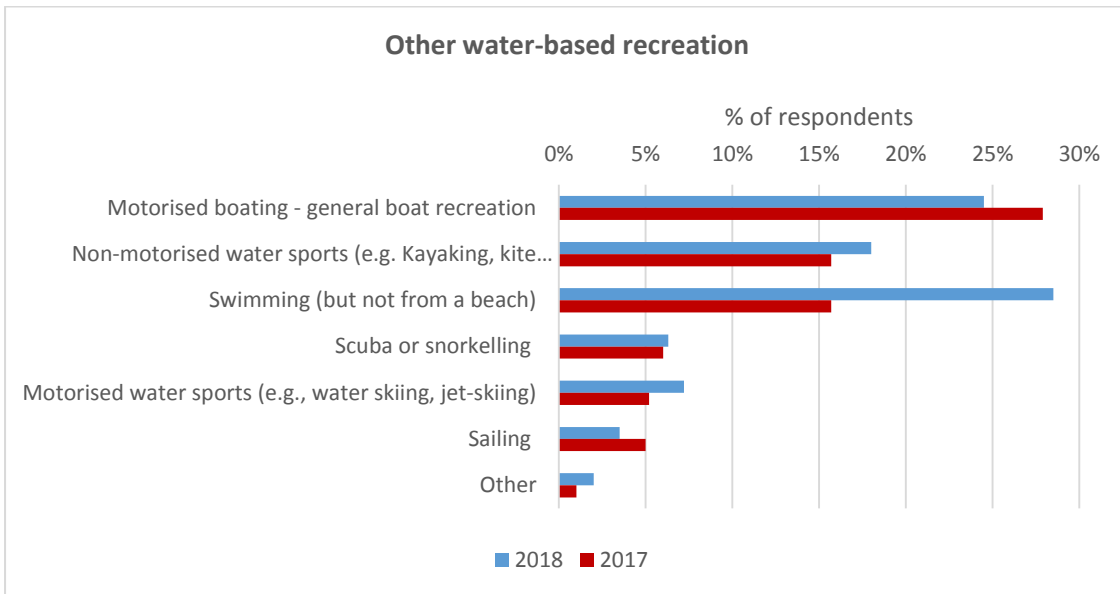 Other water-based recreation
% of respondents
0% 5% 10% 15% 20% 25% 30%
Motorised boating - general boat recreation
Non-motorised water sports (e.g. Kayaking, kite...
Swimming (but not from a beach)
Scuba or snorkelling
Motorised water sports (e.g., water skiing, jet-skiing)
Sailing
Other
2018 2017